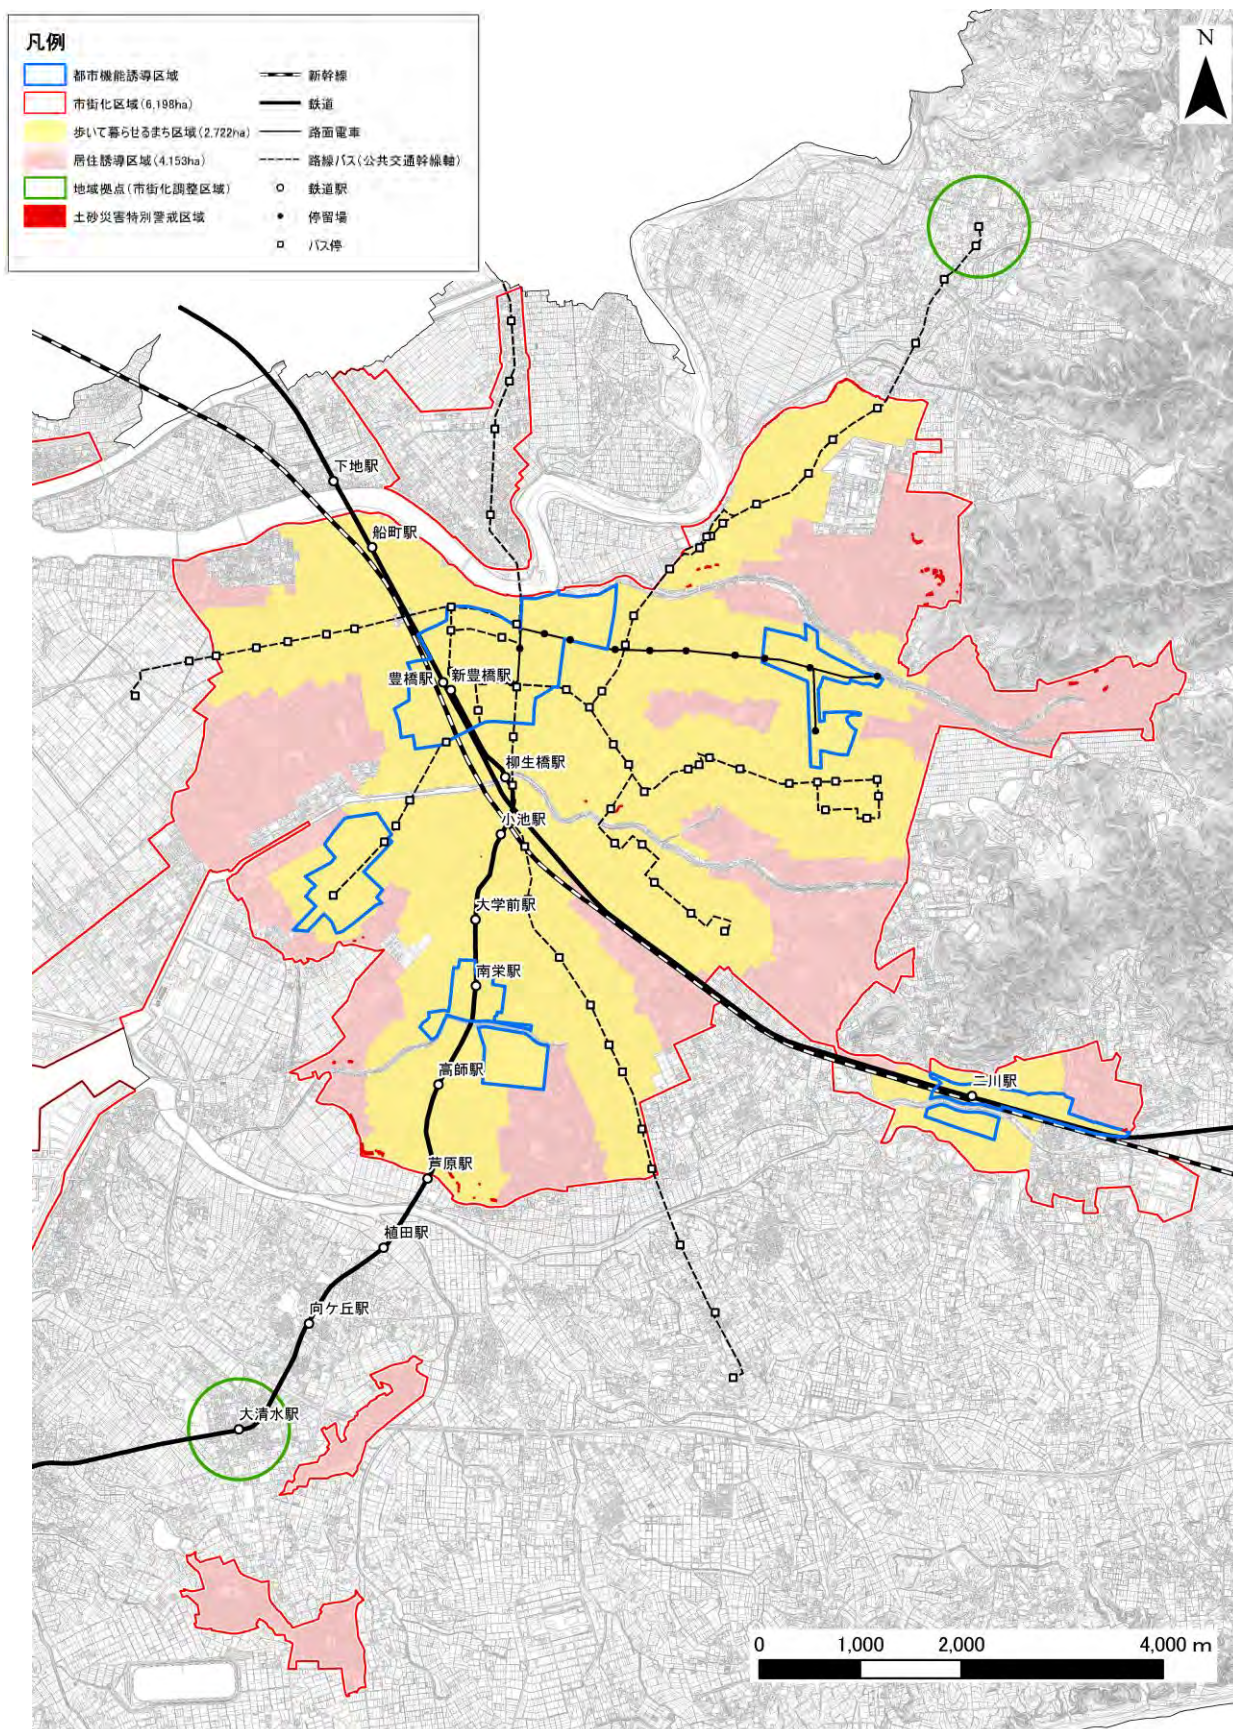 凡例
都市機能誘導区域
市街化区域(6,198ha)
歩いて暮らせるまち区域(2,722ha)
居住誘導区域(4,153ha)
地域拠点(市街化調整区域)
土砂災害特別警戒区域
新幹線
鉄道
路面電車
路線バス(公共交通幹線軸)
鉄道駅
停留場
バス停
N
下地駅
船町駅
豊橋駅
新豊橋駅
柳生橋駅
小池駅
大学前駅
南栄駅
高師駅
二川駅
芦原駅
植田駅
向ケ丘駅
大清水駅
0 1,000 2,000 4,000 m